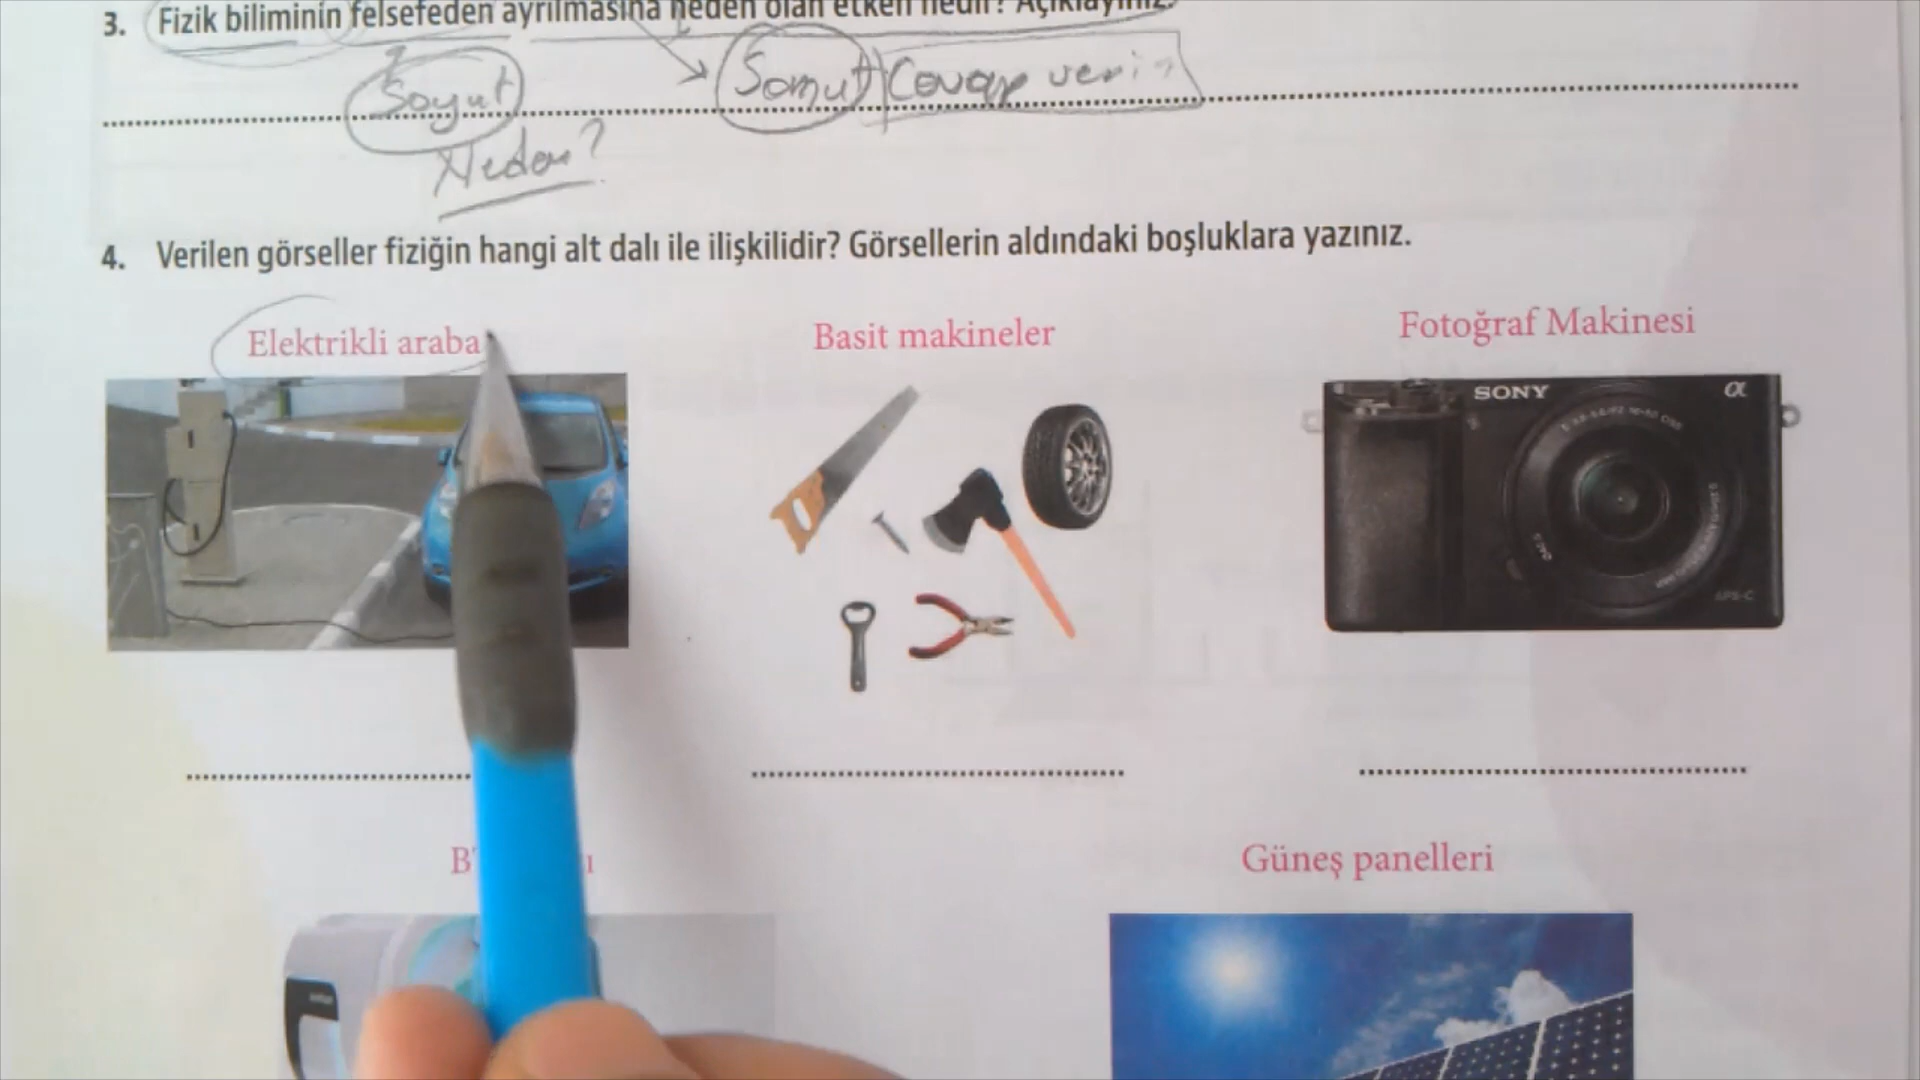 3. Fizik biliminin felsefeden ayrılmasına neden olan etken nedir? Açıklayınız.
Soyut
Somut Cevap
Neden?
4. Verilen görseller fiziğin hangi alt dalı ile ilişkilidir? Görsellerin aldındaki boşluklara yazınız.
Elektrikli araba
Basit makineler
Fotoğraf Makinesi
SONY α
Güneş panelleri